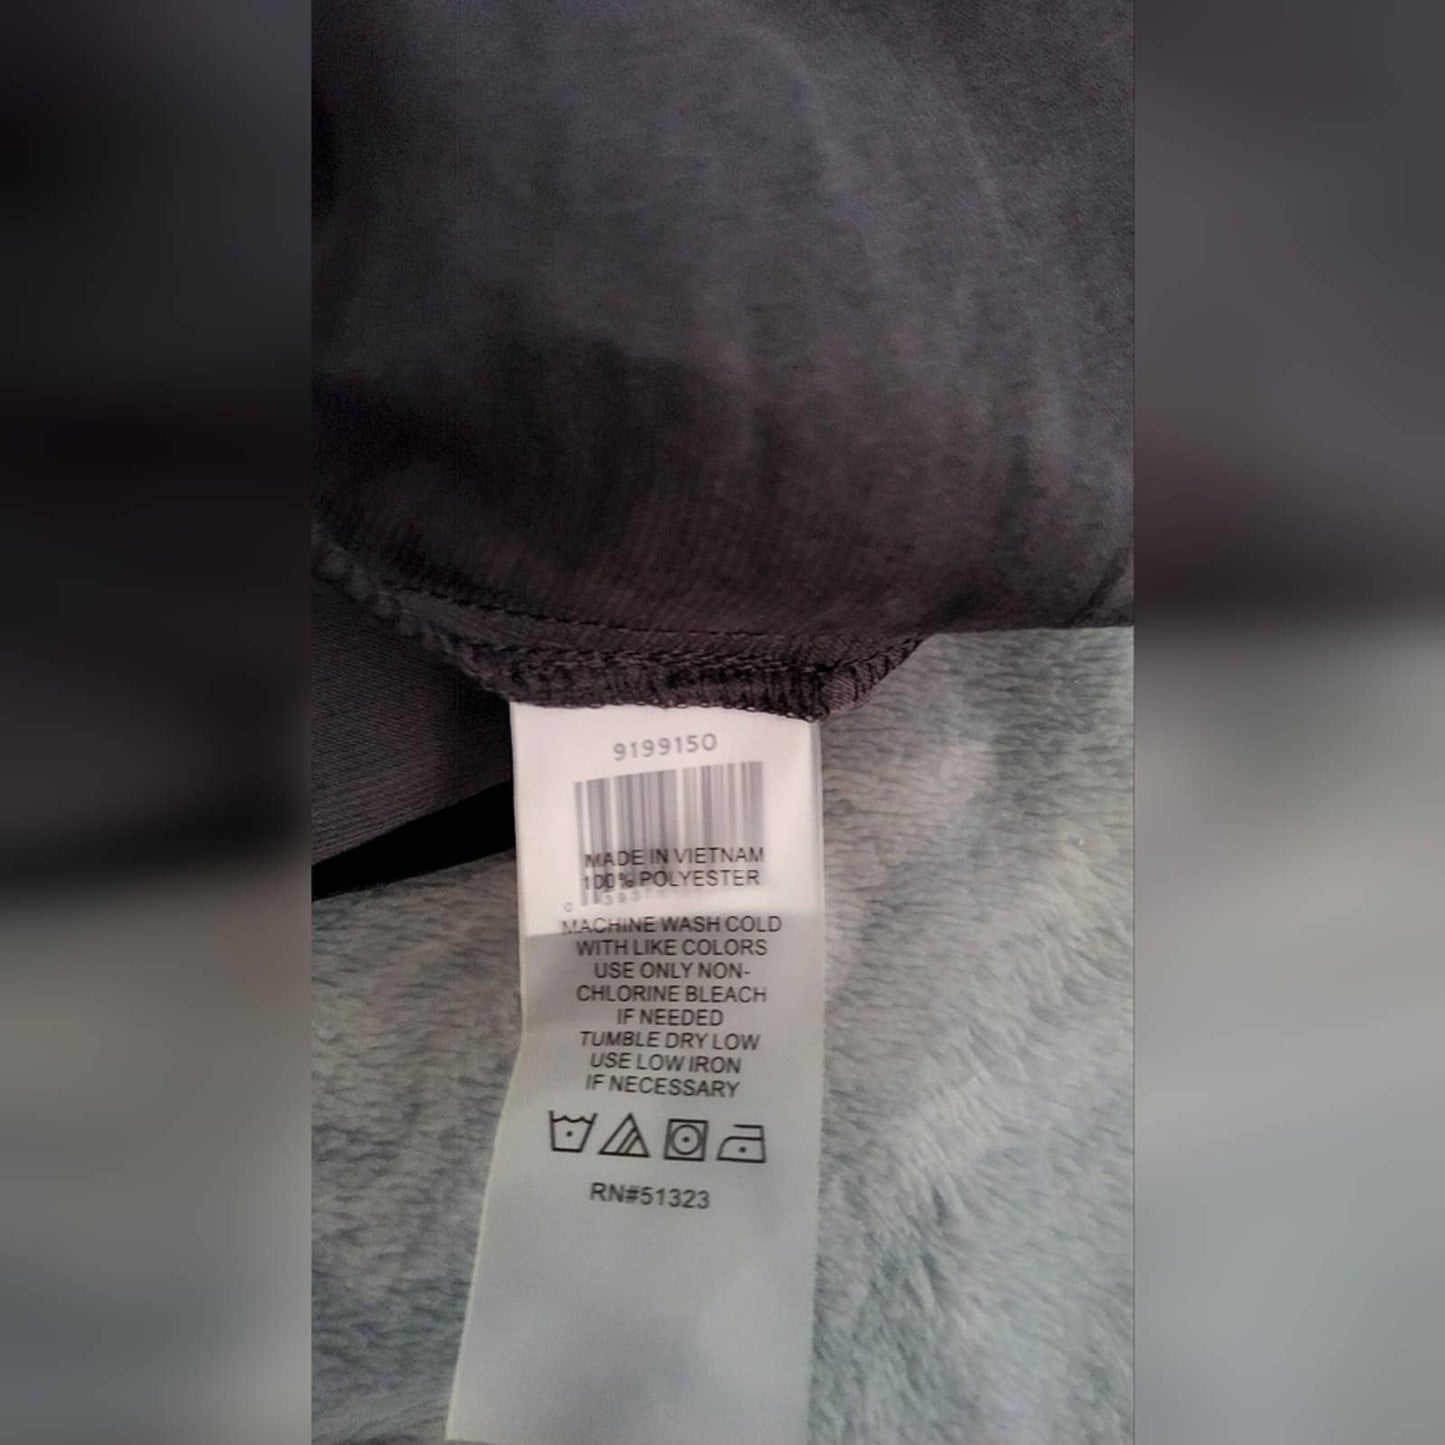 9199150
MADE IN VIETNAM
100% POLYESTER
MACHINE WASH COLD
WITH LIKE COLORS
USE ONLY NON-
CHLORINE BLEACH
IF NEEDED
TUMBLE DRY LOW
USE LOW IRON
IF NECESSARY
RN#51323